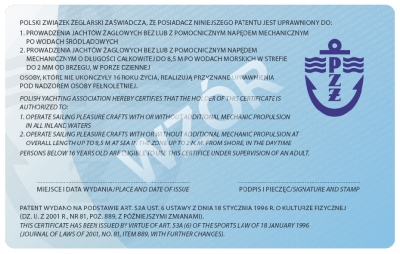 POLSKI ZWIĄZEK ŻEGLARSKI ZAŚWIADCZA, ŻE POSIADACZ NINIEJSZEGO PATENTU JEST UPRAWNIONY DO:
1. PROWADZENIA JACHTÓW ŻAGLOWYCH BEZ LUB Z POMOCNICZYM NAPĘDEM MECHANICZNYM
PO WODACH ŚRÓDLĄDOWYCH
2. PROWADZENIA JACHTÓW ŻAGLOWYCH BEZ LUB Z POMOCNICZYM NAPĘDEM
MECHANICZNYM O DŁUGOŚCI CAŁKOWITEJ DO 8,5 M PO WODACH MORSKICH W STREFIE
DO 2 MM OD BRZEGU, W PORZE DZIENNEJ
OSOBY, KTÓRE NIE UKOŃCZYŁY 16 ROKU ŻYCIA, REALIZUJĄ PRZYZNANE UPRAWNIENIA
POD NADZOREM OSOBY PEŁNOLETNIEJ.
POLISH YACHTING ASSOCIATION HEREBY CERTIFIES THAT THE HOLDER OF THIS CERTIFICATE IS
AUTHORIZED TO:
1. OPERATE SAILING PLEASURE CRAFTS WITH OR WITHOUT ADDITIONAL MECHANIC PROPULSION AT
ALL INLAND WATERS
2. OPERATE SAILING PLEASURE CRAFTS WITH OR WITHOUT ADDITIONAL MECHANIC PROPULSION AT
OVERALL LENGTH UP TO 8,5 M AT SEA IN THE ZONE UP TO 2 M.M. FROM SHORE, IN THE DAYTIME
PERSONS BELOW 16 YEARS OLD ARE ELIGIBLE TO USE THIS CERTIFICATE UNDER SUPERVISION OF AN ADULT.
PZŻ
WZÓR
MIEJSCE I DATA WYDANIA/PLACE AND DATE OF ISSUE
PODPIS I PIECZĘĆ/SIGNATURE AND STAMP
PATENT WYDANO NA PODSTAWIE ART. 53A UST. 6 USTAWY Z DNIA 18 STYCZNIA 1996 R. O KULTURZE FIZYCZNEJ
(DZ. U. Z 2001 R., NR 81, POZ. 889, Z PÓŹNIEJSZYMI ZMIANAMI).
THIS CERTIFICATE HAS BEEN ISSUED BY VIRTUE OF ART. 53A (6) OF THE SPORTS LAW OF 18 JANUARY 1996
(JOURNAL OF LAWS OF 2001, NO. 81, ITEM 889, WITH FURTHER CHANGES).